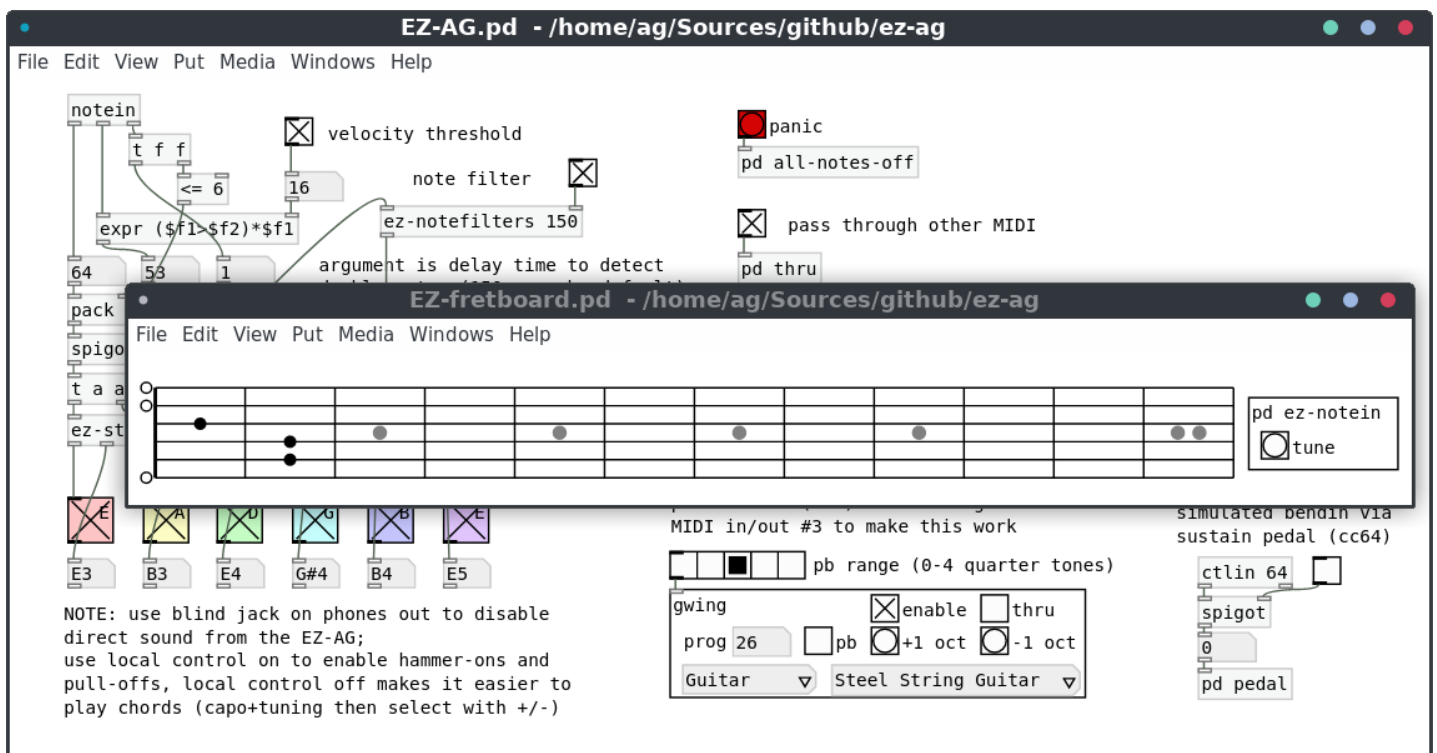 EZ-AG.pd - /home/ag/Sources/github/ez-ag
File Edit View Put Media Windows Help
notein
velocity threshold
panic
t f f
pd all-notes-off
note filter
<= 6
16
ez-notefilters 150
pass through other MIDI
expr ($f1>$f2)*$f1
argument is delay time to detect
64
53
1
pd thru
pack
spigo
t a a
ez-st
EZ-fretboard.pd - /home/ag/Sources/github/ez-ag
File Edit View Put Media Windows Help
pd ez-notein
tune
E
A
D
G
B
E
E3
B3
E4
G#4
B4
E5
MIDI in/out #3 to make this work
simulated bendin via
sustain pedal (cc64)
pb range (0-4 quarter tones)
ctlin 64
NOTE: use blind jack on phones out to disable
direct sound from the EZ-AG;
use local control on to enable hammer-ons and
pull-offs, local control off makes it easier to
play chords (capo+tuning then select with +/-)
gwing
enable
thru
prog 26
pb
+1 oct
-1 oct
Guitar
Steel String Guitar
spigot
0
pd pedal